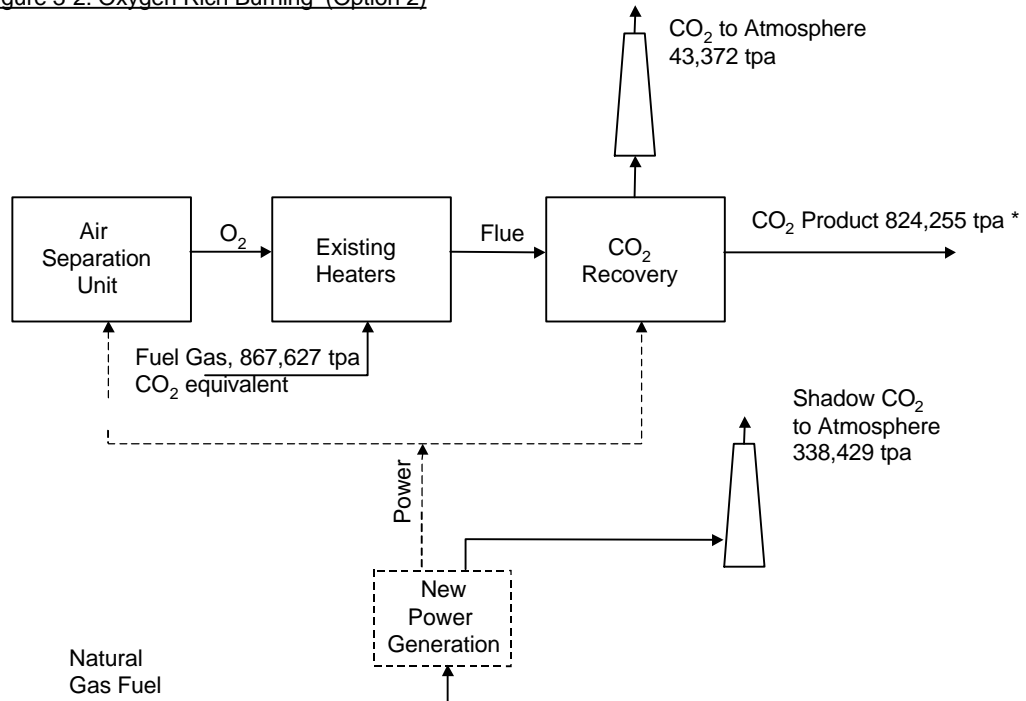 Figure 3-2. Oxygen Rich Burning (Option 2)
CO₂ to Atmosphere
43,372 tpa
Air
Separation
Unit
O₂
Existing
Heaters
Flue
CO₂
Recovery
CO₂ Product 824,255 tpa *
Fuel Gas, 867,627 tpa
CO₂ equivalent
Shadow CO₂
to Atmosphere
338,429 tpa
Power
New
Power
Generation
Natural
Gas Fuel